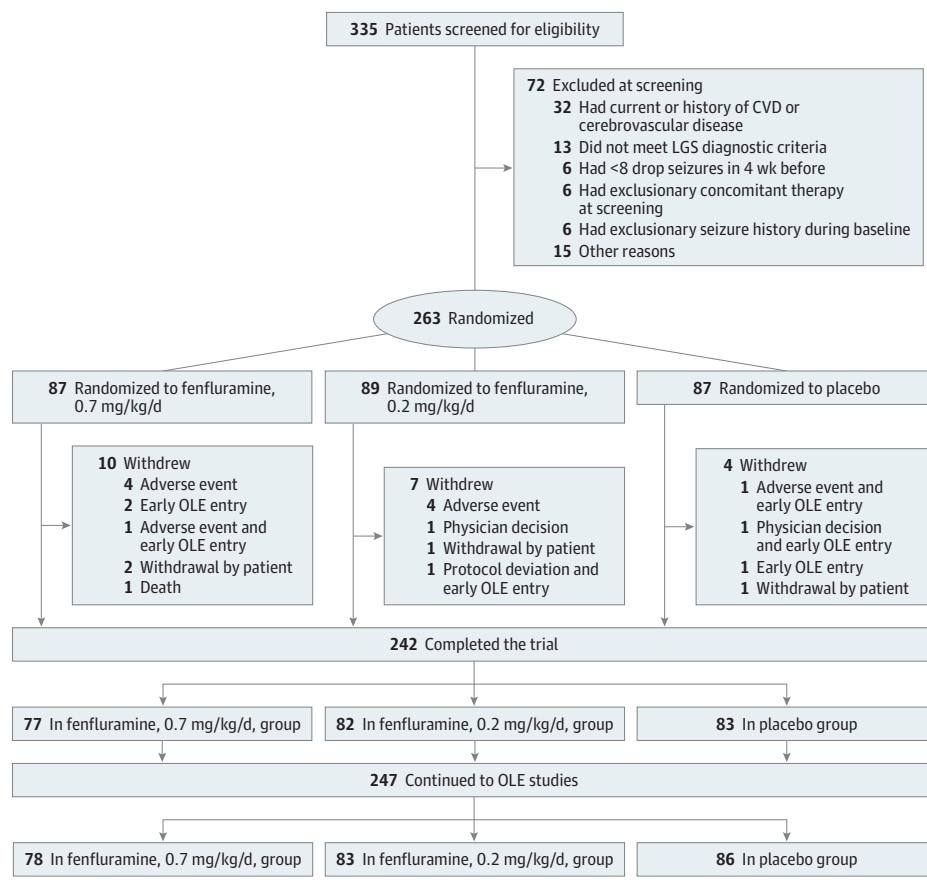 335 Patients screened for eligibility
72 Excluded at screening
32 Had current or history of CVD or
cerebrovascular disease
13 Did not meet LGS diagnostic criteria
6 Had <8 drop seizures in 4 wk before
6 Had exclusionary concomitant therapy
at screening
6 Had exclusionary seizure history during baseline
15 Other reasons
263 Randomized
87 Randomized to fenfluramine,
0.7 mg/kg/d
89 Randomized to fenfluramine,
0.2 mg/kg/d
87 Randomized to placebo
10 Withdrew
4 Adverse event
2 Early OLE entry
1 Adverse event and
early OLE entry
2 Withdrawal by patient
1 Death
7 Withdrew
4 Adverse event
1 Physician decision
1 Withdrawal by patient
1 Protocol deviation and
early OLE entry
4 Withdrew
1 Adverse event and
early OLE entry
1 Physician decision
and early OLE entry
1 Early OLE entry
1 Withdrawal by patient
242 Completed the trial
77 In fenfluramine, 0.7 mg/kg/d, group
82 In fenfluramine, 0.2 mg/kg/d, group
83 In placebo group
247 Continued to OLE studies
78 In fenfluramine, 0.7 mg/kg/d, group
83 In fenfluramine, 0.2 mg/kg/d, group
86 In placebo group